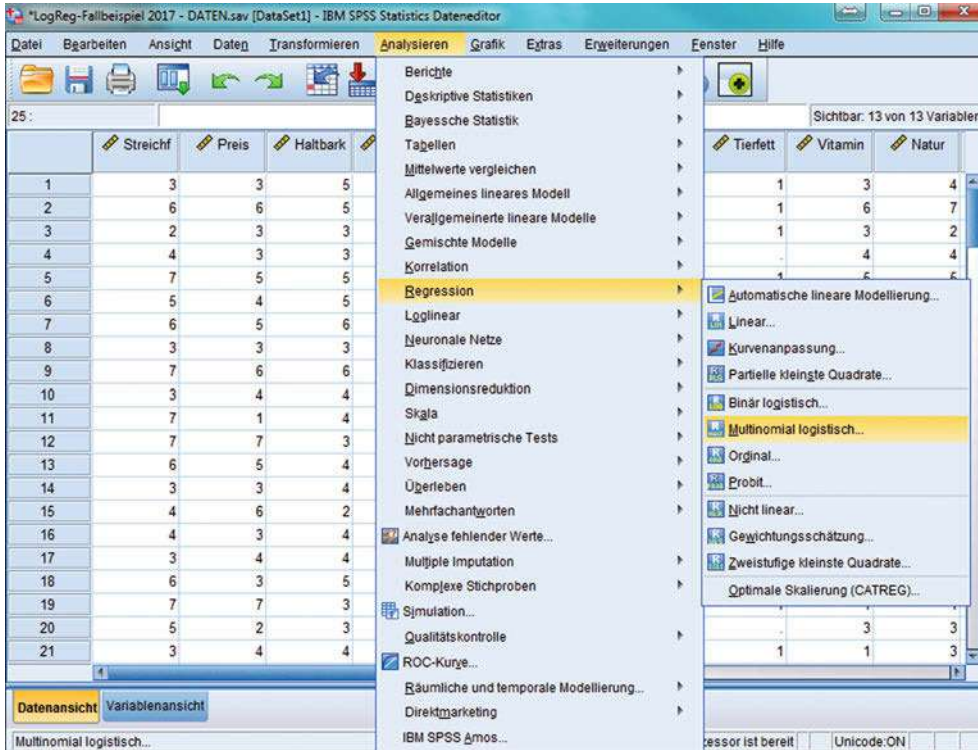 *LogReg-Fallbeispiel 2017 - DATEN.sav [DataSet1] - IBM SPSS Statistics Dateneditor
Datei Bearbeiten Ansicht Daten Transformieren Analysieren Grafik Extras Erweiterungen Fenster Hilfe
25 :
Sichtbar: 13 von 13 Variablen
Streichf Preis Haltbark Tierfett Vitamin Natur
1 3 3 5 1 3 4
2 6 6 5 1 6 7
3 2 3 3 1 3 2
4 4 3 3 . 4 4
5 7 5 5 1
6 5 4 5
7 6 5 6
8 3 3 3
9 7 6 6
10 3 4 4
11 7 1 4
12 7 7 3
13 6 5 4
14 3 3 4
15 4 6 2
16 4 3 4
17 3 4 4
18 6 3 5
19 7 7 3
20 5 2 3 . 3 3
21 3 4 4 1 1 3
Berichte
Deskriptive Statistiken
Bayessche Statistik
Tabellen
Mittelwerte vergleichen
Allgemeines lineares Modell
Verallgemeinerte lineare Modelle
Gemischte Modelle
Korrelation
Regression
Loglinear
Neuronale Netze
Klassifizieren
Dimensionsreduktion
Skala
Nicht parametrische Tests
Vorhersage
Überleben
Mehrfachantworten
Analyse fehlender Werte...
Multiple Imputation
Komplexe Stichproben
Simulation...
Qualitätskontrolle
ROC-Kurve...
Räumliche und temporale Modellierung...
Direktmarketing
IBM SPSS Amos...
Automatische lineare Modellierung...
Linear...
Kurvenanpassung...
Partielle kleinste Quadrate...
Binär logistisch...
Multinomial logistisch...
Ordinal...
Probit...
Nicht linear...
Gewichtungsschätzung...
Zweistufige kleinste Quadrate...
Optimale Skalierung (CATREG)...
Datenansicht Variablenansicht
Multinomial logistisch... essor ist bereit Unicode:ON